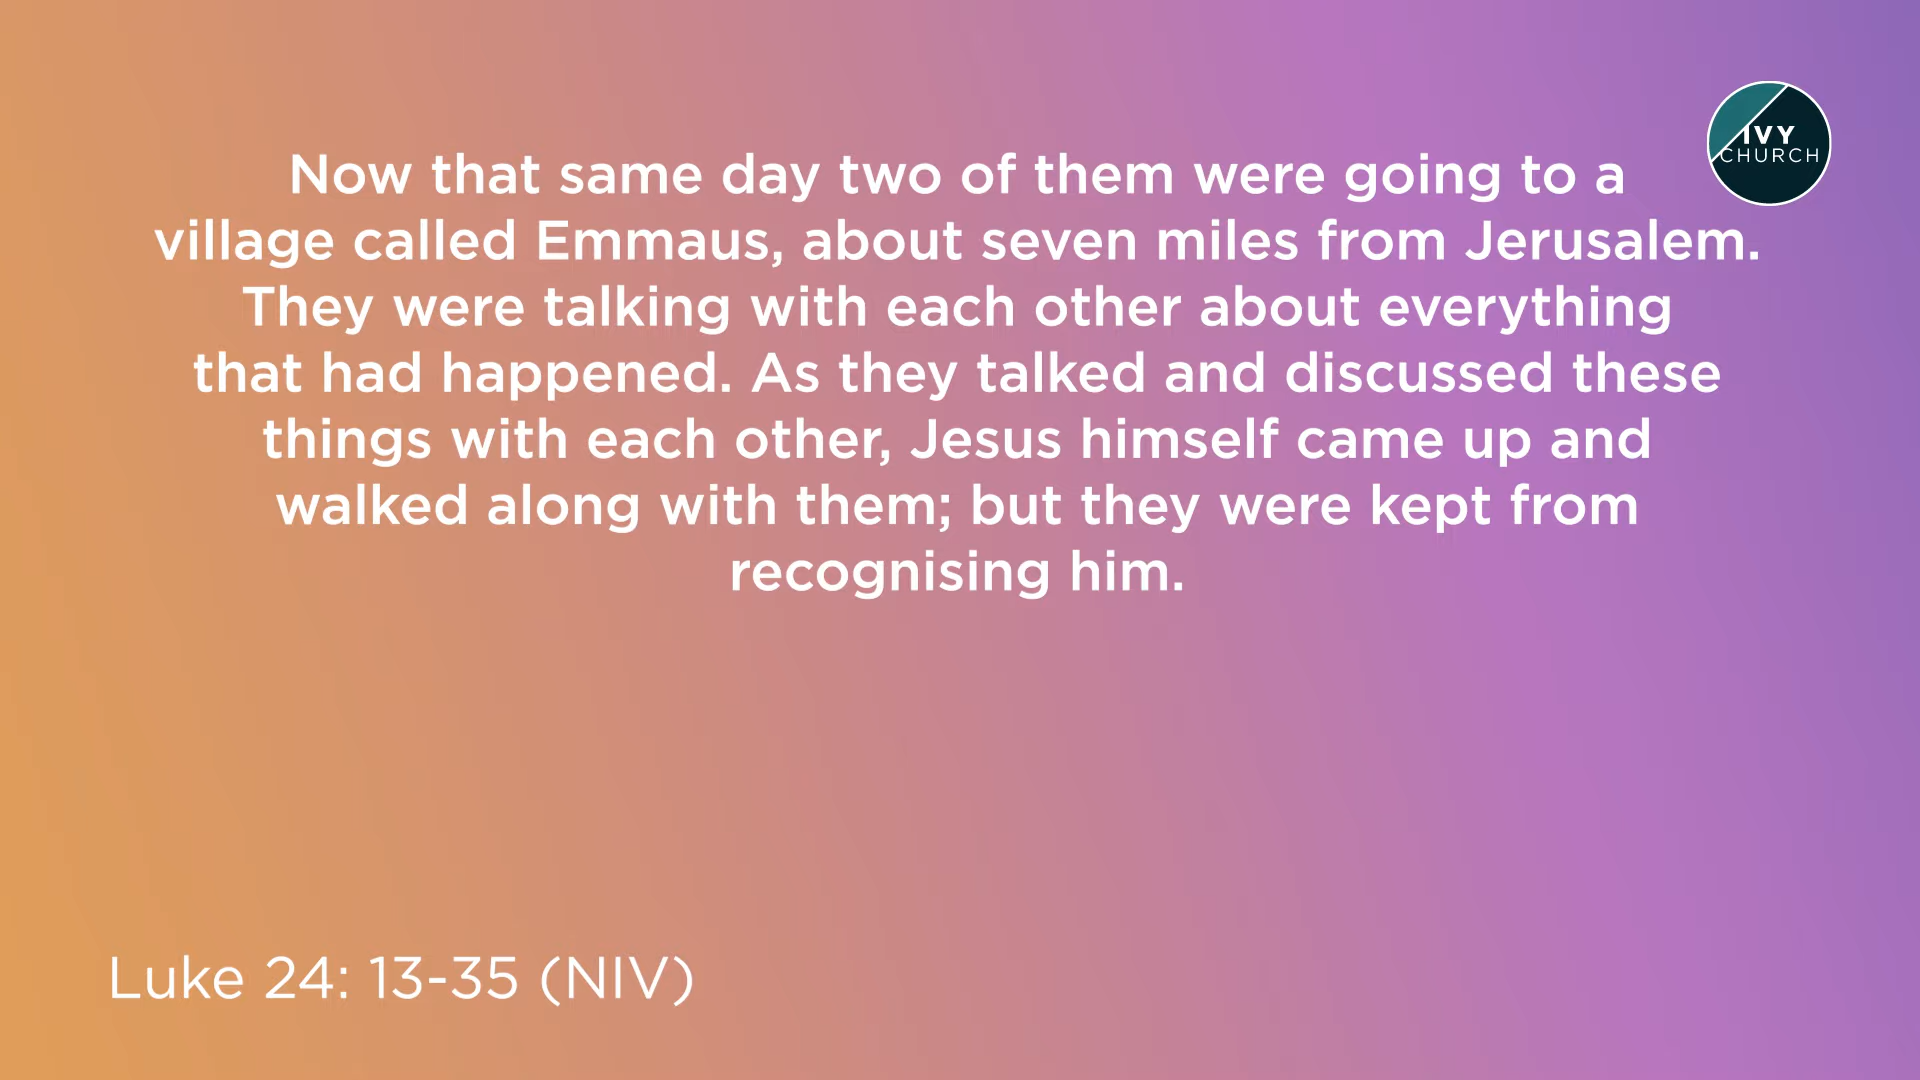 IVY
CHURCH
Now that same day two of them were going to a
village called Emmaus, about seven miles from Jerusalem.
They were talking with each other about everything
that had happened. As they talked and discussed these
things with each other, Jesus himself came up and
walked along with them; but they were kept from
recognising him.
Luke 24: 13-35 (NIV)